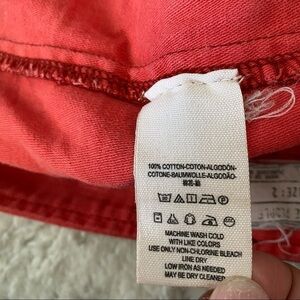 100% COTTON-COTON-ALGODÓN-
COTONE-BAUMWOLLE-ALGODÃO-
MACHINE WASH COLD
WITH LIKE COLORS
USE ONLY NON-CHLORINE BLEACH
LINE DRY
LOW IRON AS NEEDED
MAY BE DRY CLEANED